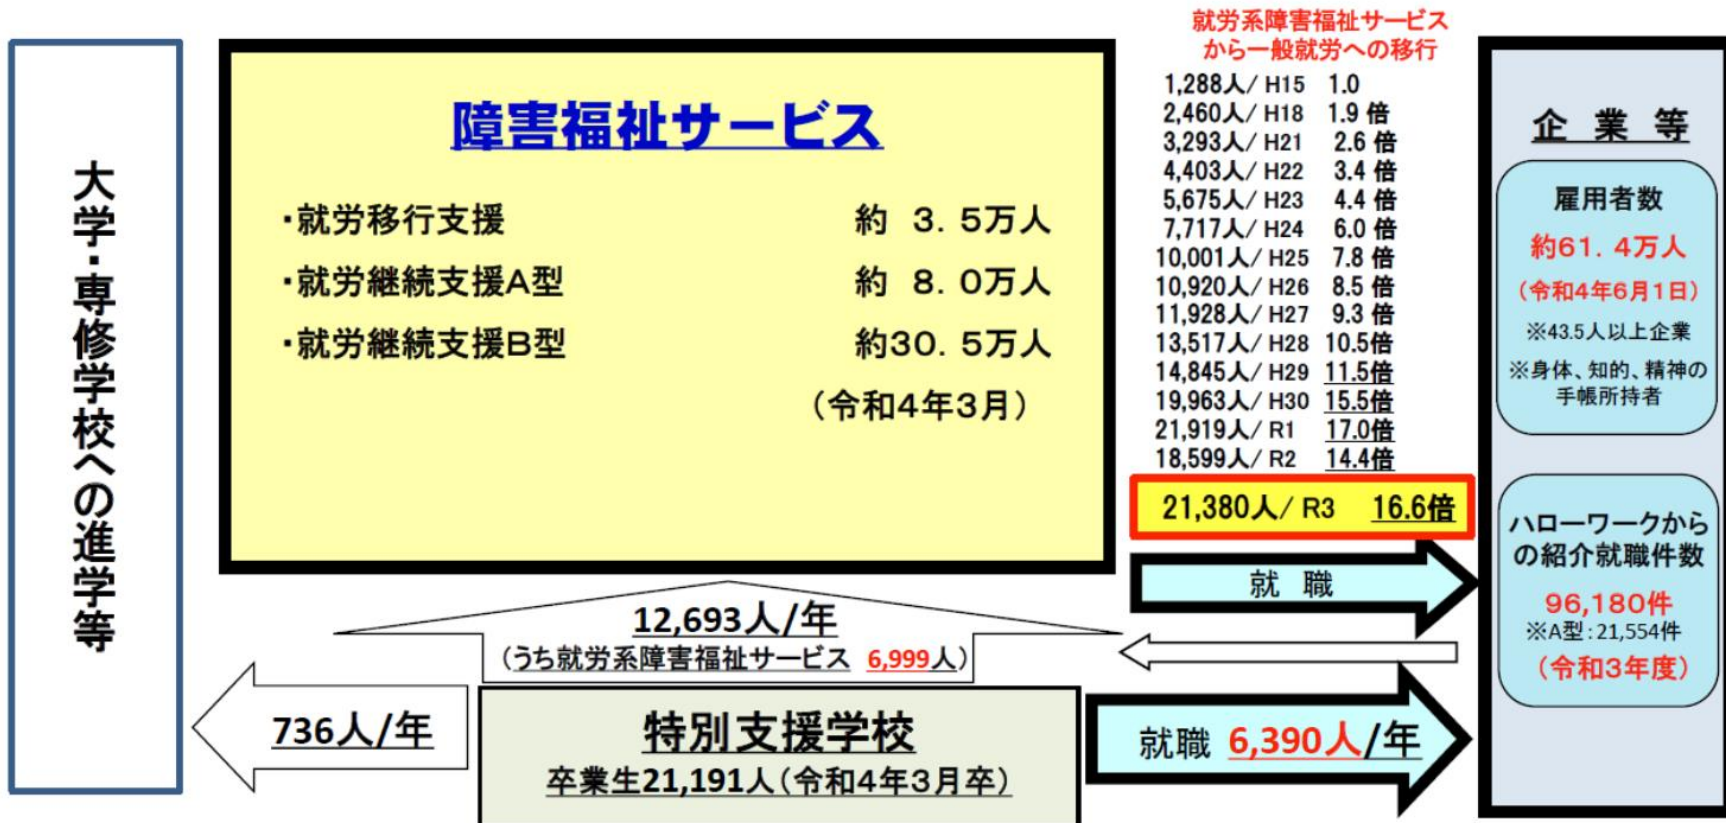 大学・専修学校への進学等
障害福祉サービス
・就労移行支援 約 3.5万人
・就労継続支援A型 約 8.0万人
・就労継続支援B型 約30.5万人
(令和4年3月)
就労系障害福祉サービス
から一般就労への移行
1,288人/ H15 1.0
2,460人/ H18 1.9 倍
3,293人/ H21 2.6 倍
4,403人/ H22 3.4 倍
5,675人/ H23 4.4 倍
7,717人/ H24 6.0 倍
10,001人/ H25 7.8 倍
10,920人/ H26 8.5 倍
11,928人/ H27 9.3 倍
13,517人/ H28 10.5倍
14,845人/ H29 11.5倍
19,963人/ H30 15.5倍
21,919人/ R1 17.0倍
18,599人/ R2 14.4倍
21,380人/ R3 16.6倍
就 職
企 業 等
雇用者数
約61.4万人
(令和4年6月1日)
※43.5人以上企業
※身体、知的、精神の
手帳所持者
ハローワークから
の紹介就職件数
96,180件
※A型:21,554件
(令和3年度)
12,693人/年
(うち就労系障害福祉サービス 6,999人)
736人/年
特別支援学校
卒業生21,191人(令和4年3月卒)
就職 6,390人/年